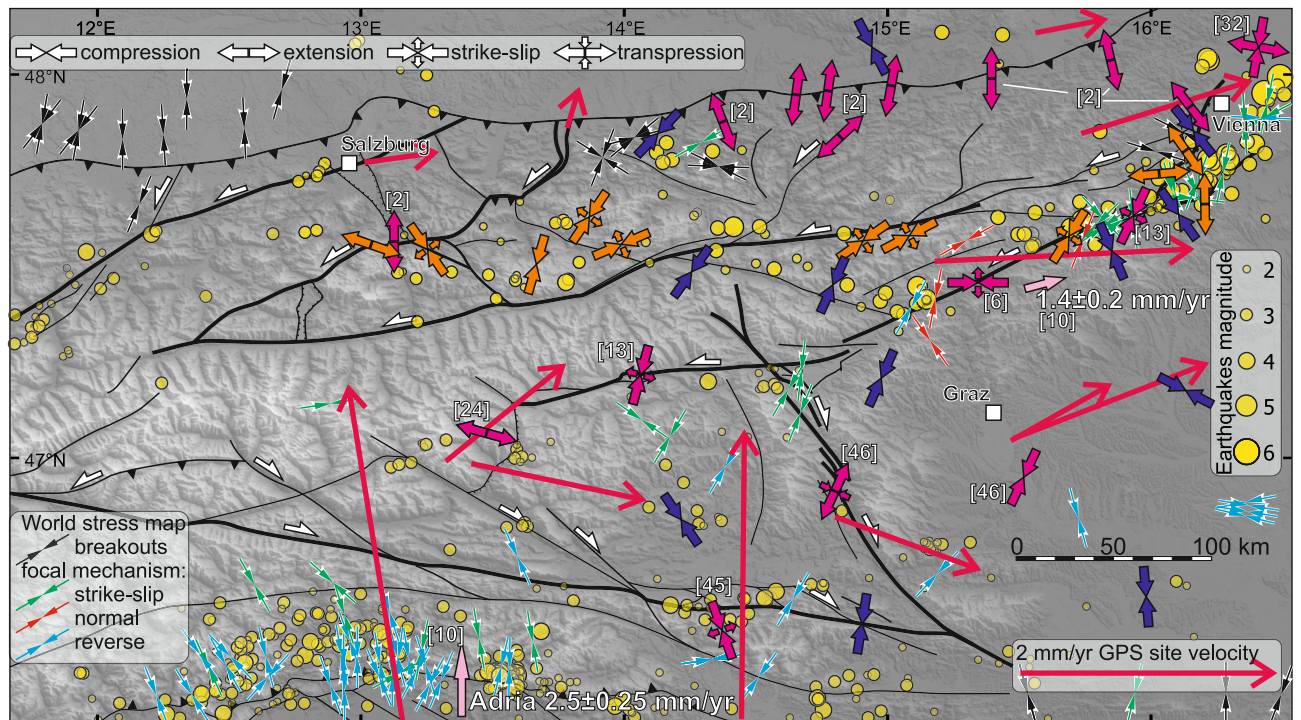 12°E 13°E 14°E 15°E 16°E
compression extension strike-slip transpression
[32]
48°N
[2] [2] [2]
Vienna
Salzburg
[2]
[13]
[6]
1.4±0.2 mm/yr
[10]
Earthquakes magnitude
2
3
4
5
6
[13]
Graz
[24]
47°N
[46]
[46]
World stress map
breakouts
focal mechanism:
strike-slip
normal
reverse
0 50 100 km
[45]
[10]
Adria 2.5±0.25 mm/yr
2 mm/yr GPS site velocity